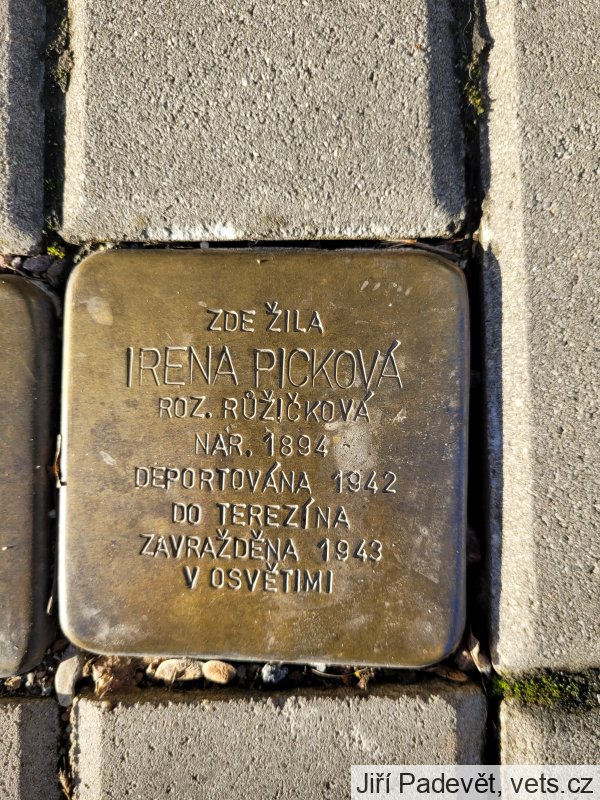 ZDE ŽILA
IRENA PICKOVÁ
ROZ. RŮŽIČKOVÁ
NAR. 1894
DEPORTOVÁNA 1942
DO TEREZÍNA
ZAVRAŽDĚNA 1943
V OSVĚTIMI
Jiří Padevět, vets.cz